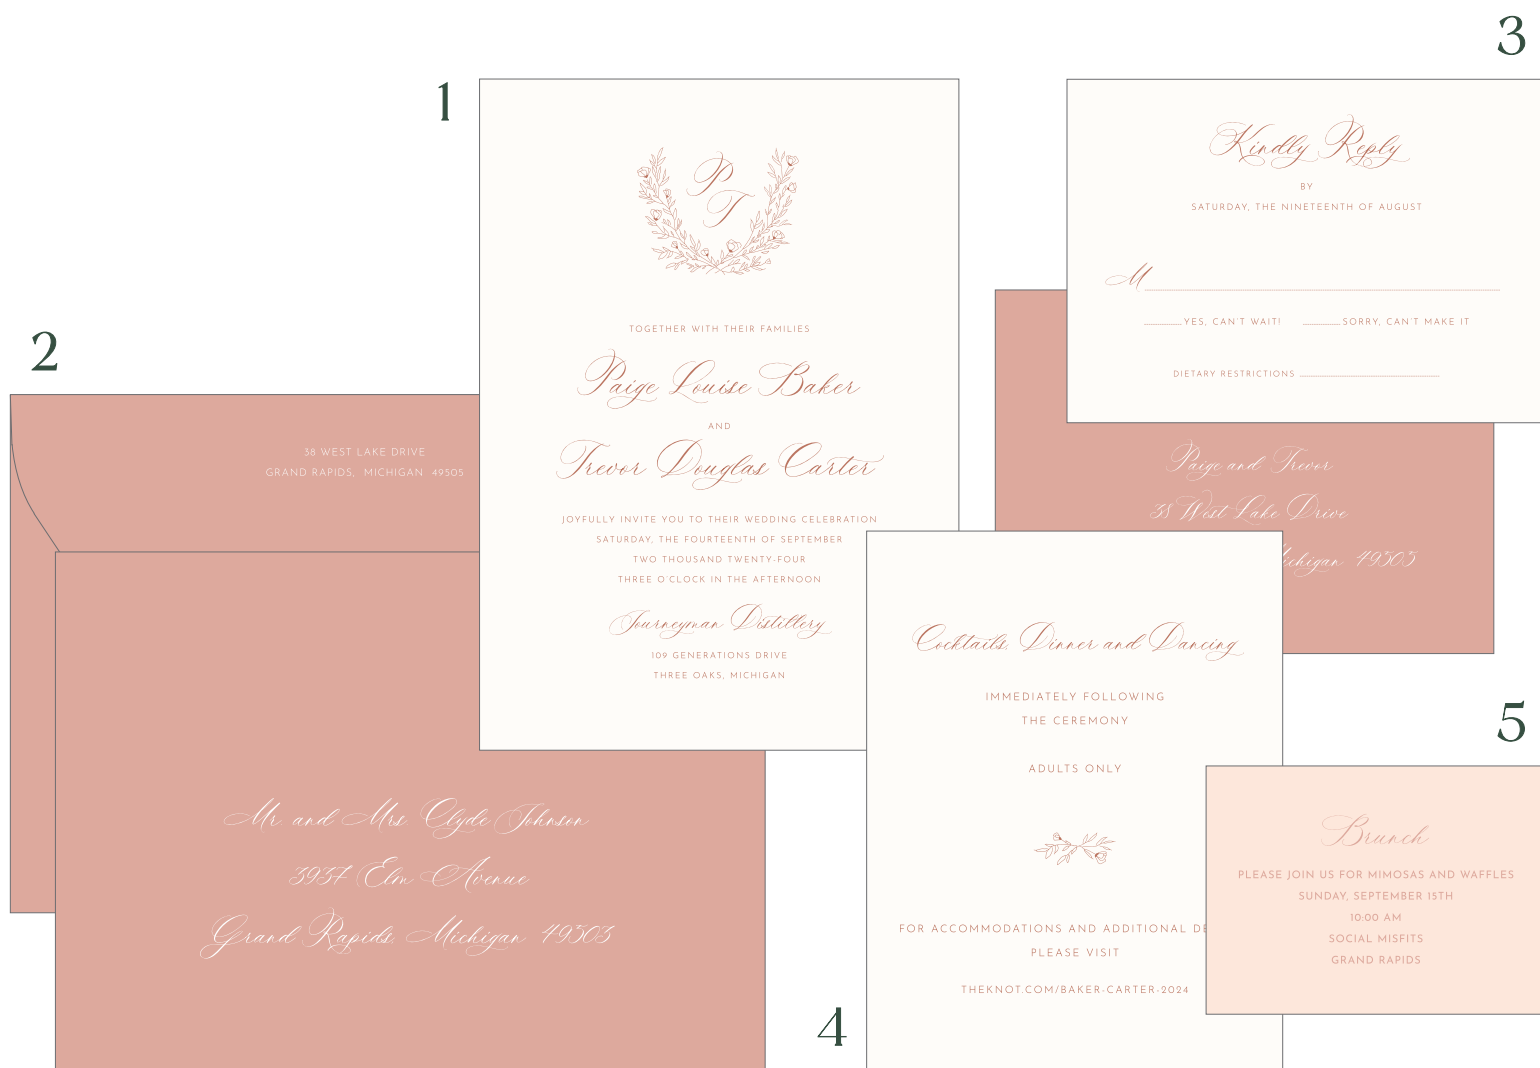 1
P
T
TOGETHER WITH THEIR FAMILIES
Paige Louise Baker
AND
Trevor Douglas Carter
JOYFULLY INVITE YOU TO THEIR WEDDING CELEBRATION
SATURDAY, THE FOURTEENTH OF SEPTEMBER
TWO THOUSAND TWENTY-FOUR
THREE O'CLOCK IN THE AFTERNOON
Journeyman Distillery
109 GENERATIONS DRIVE
THREE OAKS, MICHIGAN
2
38 WEST LAKE DRIVE
GRAND RAPIDS, MICHIGAN 49505
Mr. and Mrs. Clyde Johnson
3937 Elm Avenue
Grand Rapids, Michigan 49503
3
Kindly Reply
BY
SATURDAY, THE NINETEENTH OF AUGUST
M
YES, CAN'T WAIT! SORRY, CAN'T MAKE IT
DIETARY RESTRICTIONS
Paige and Trevor
38 West Lake Drive
49505
4
Cocktails, Dinner and Dancing
IMMEDIATELY FOLLOWING
THE CEREMONY
ADULTS ONLY
FOR ACCOMMODATIONS AND ADDITIONAL
PLEASE VISIT
THEKNOT.COM/BAKER-CARTER-2024
5
Brunch
PLEASE JOIN US FOR MIMOSAS AND WAFFLES
SUNDAY, SEPTEMBER 15TH
10:00 AM
SOCIAL MISFITS
GRAND RAPIDS